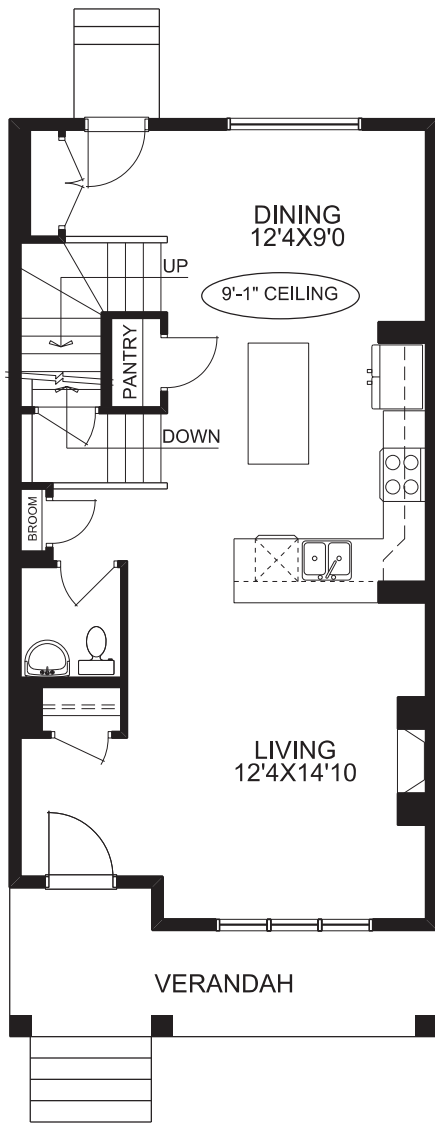 DINING
12'4X9'0
UP
9'-1" CEILING
PANTRY
DOWN
BROOM
LIVING
12'4X14'10
VERANDAH